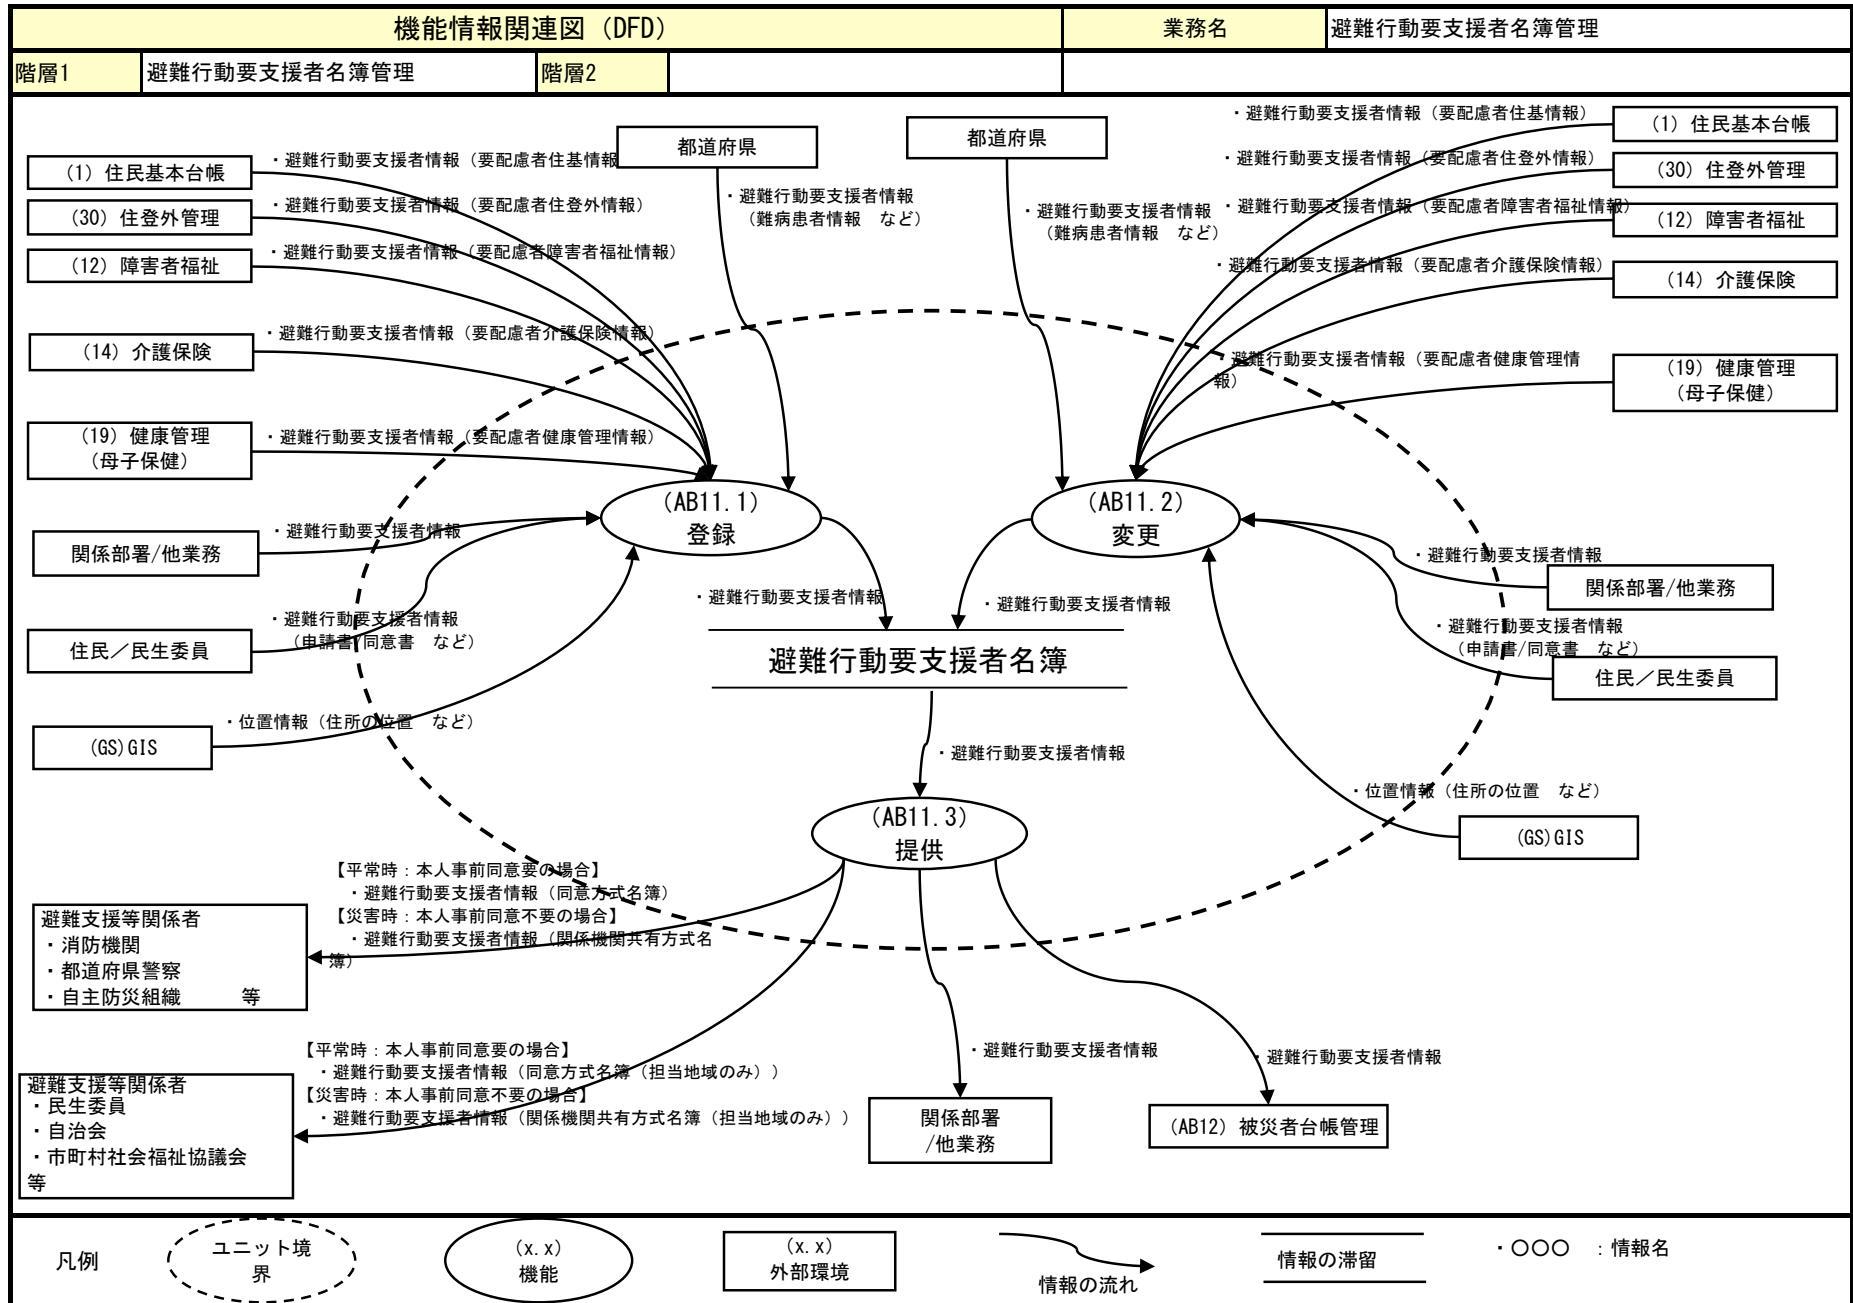 機能情報関連図（DFD）
業務名
避難行動要支援者名簿管理
階層1
避難行動要支援者名簿管理
階層2
(1) 住民基本台帳
・避難行動要支援者情報（要配慮者住基情報
(30) 住登外管理
・避難行動要支援者情報（要配慮者住登外情報）
(12) 障害者福祉
・避難行動要支援者情報（要配慮者障害者福祉情報）
(14) 介護保険
・避難行動要支援者情報（要配慮者介護保険情報）
(19) 健康管理
(母子保健)
・避難行動要支援者情報（要配慮者健康管理情報）
関係部署/他業務
・避難行動要支援者情報
住民／民生委員
・避難行動要支援者情報
（申請書/同意書　など）
(GS)GIS
・位置情報（住所の位置　など）
都道府県
・避難行動要支援者情報
（難病患者情報　など）
都道府県
・避難行動要支援者情報
（難病患者情報　など）
・避難行動要支援者情報（要配慮者住基情報）
(1) 住民基本台帳
・避難行動要支援者情報（要配慮者住登外情報）
(30) 住登外管理
・避難行動要支援者情報（要配慮者障害者福祉情報）
(12) 障害者福祉
・避難行動要支援者情報（要配慮者介護保険情報）
(14) 介護保険
・避難行動要支援者情報（要配慮者健康管理情
報）
(19) 健康管理
(母子保健)
(AB11.1)
登録
(AB11.2)
変更
・避難行動要支援者情報
関係部署/他業務
・避難行動要支援者情報
（申請書/同意書　など）
住民／民生委員
・位置情報（住所の位置　など）
(GS)GIS
・避難行動要支援者情報
・避難行動要支援者情報
避難行動要支援者名簿
・避難行動要支援者情報
(AB11.3)
提供
【平常時：本人事前同意要の場合】
・避難行動要支援者情報（同意方式名簿）
【災害時：本人事前同意不要の場合】
・避難行動要支援者情報（関係機関共有方式名
簿）
避難支援等関係者
・消防機関
・都道府県警察
・自主防災組織　　　等
【平常時：本人事前同意要の場合】
・避難行動要支援者情報（同意方式名簿（担当地域のみ））
【災害時：本人事前同意不要の場合】
・避難行動要支援者情報（関係機関共有方式名簿（担当地域のみ））
避難支援等関係者
・民生委員
・自治会
・市町村社会福祉協議会
等
・避難行動要支援者情報
関係部署
/他業務
・避難行動要支援者情報
(AB12) 被災者台帳管理
凡例
ユニット境
界
(x.x)
機能
(x.x)
外部環境
情報の流れ
情報の滞留
・〇〇〇　：情報名